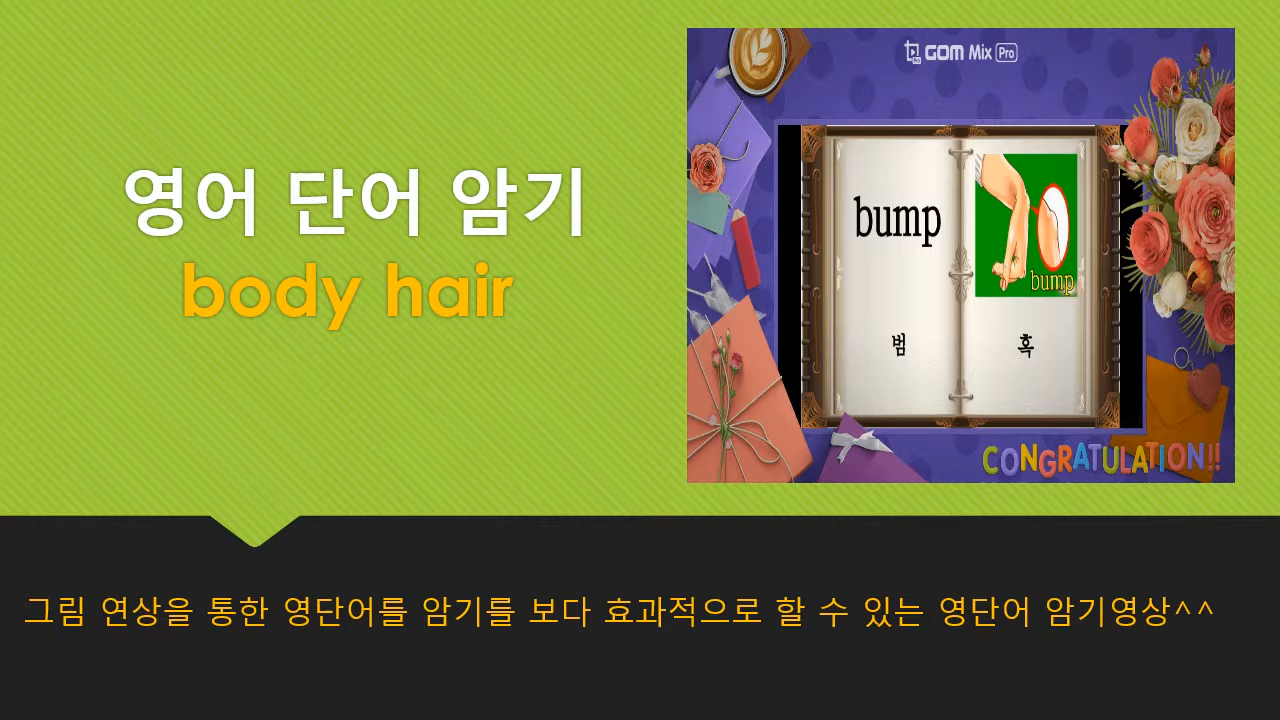 영어 단어 암기
body hair
GOM Mix Pro
bump
bump
범
혹
CONGRATULATION!!
그림 연상을 통한 영단어를 암기를 보다 효과적으로 할 수 있는 영단어 암기영상^^